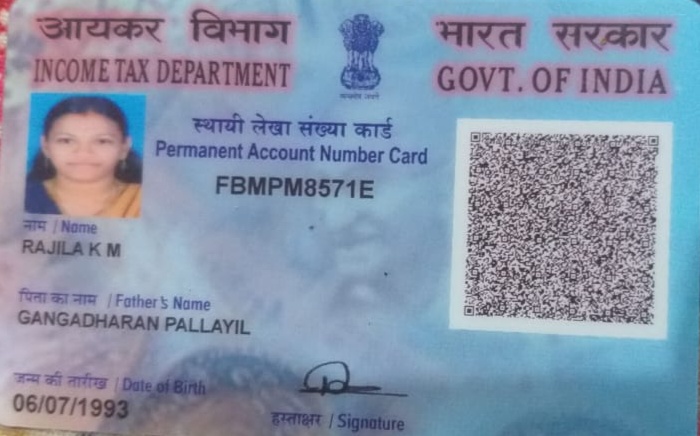 आयकर विभाग
INCOME TAX DEPARTMENT
भारत सरकार
GOVT. OF INDIA
सत्यमेव जयते
स्थायी लेखा संख्या कार्ड
Permanent Account Number Card
FBMPM8571E
नाम / Name
RAJILA K M
पिता का नाम / Father's Name
GANGADHARAN PALLAYIL
जन्म की तारीख / Date of Birth
06/07/1993
हस्ताक्षर / Signature